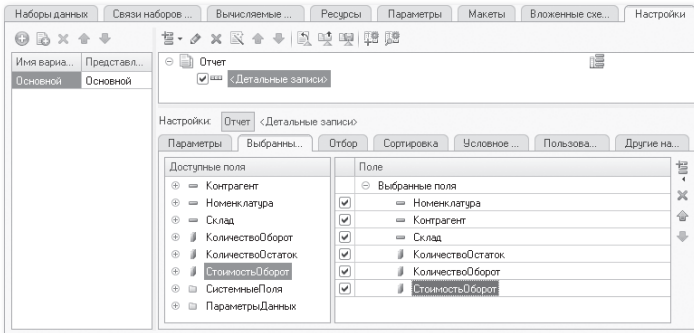 Наборы данных Связи наборов ... Вычисляемые ... Ресурсы Параметры Макеты Вложенные схе... Настройки
Имя вариа... Представл...
Основной Основной
Отчет
<Детальные записи>
Настройки: Отчет <Детальные записи>
Параметры Выбранны... Отбор Сортировка Условное ... Пользова... Другие на...
Доступные поля
Контрагент
Номенклатура
Склад
КоличествоОборот
КоличествоОстаток
СтоимостьОборот
СистемныеПоля
ПараметрыДанных
Поле
Выбранные поля
Номенклатура
Контрагент
Склад
КоличествоОстаток
КоличествоОборот
СтоимостьОборот